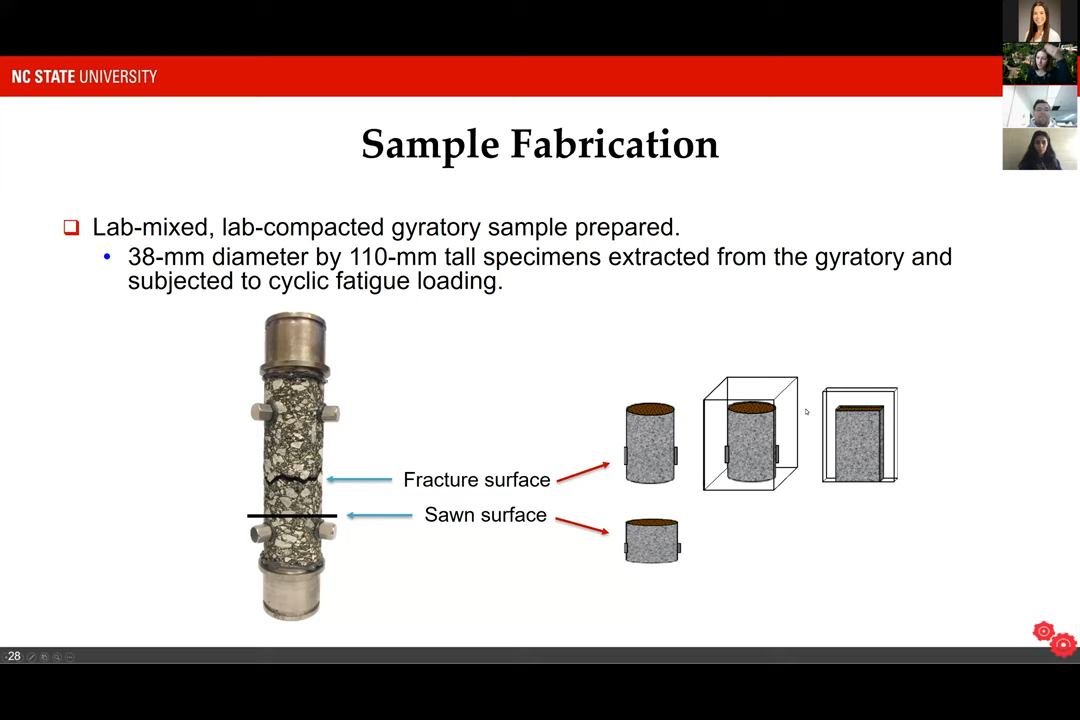 NC STATE UNIVERSITY
Sample Fabrication
Lab-mixed, lab-compacted gyratory sample prepared.
38-mm diameter by 110-mm tall specimens extracted from the gyratory and
subjected to cyclic fatigue loading.
Fracture surface
Sawn surface
28